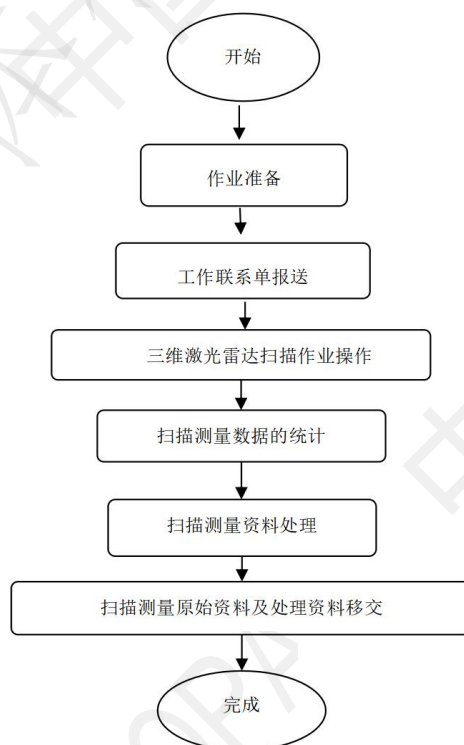 开始
作业准备
工作联系单报送
三维激光雷达扫描作业操作
扫描测量数据的统计
扫描测量资料处理
扫描测量原始资料及处理资料移交
完成